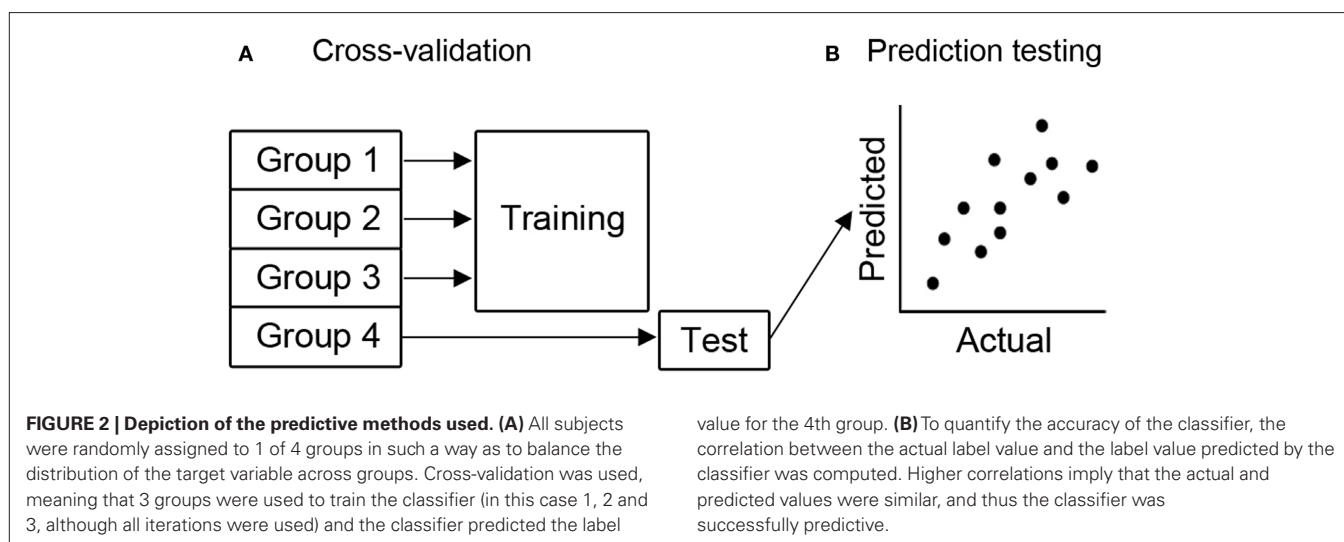 A Cross-validation
B Prediction testing
Group 1
Group 2
Group 3
Group 4
Training
Test
Predicted
Actual
FIGURE 2 | Depiction of the predictive methods used. (A) All subjects
were randomly assigned to 1 of 4 groups in such a way as to balance the
distribution of the target variable across groups. Cross-validation was used,
meaning that 3 groups were used to train the classifier (in this case 1, 2 and
3, although all iterations were used) and the classifier predicted the label
value for the 4th group. (B) To quantify the accuracy of the classifier, the
correlation between the actual label value and the label value predicted by the
classifier was computed. Higher correlations imply that the actual and
predicted values were similar, and thus the classifier was
successfully predictive.